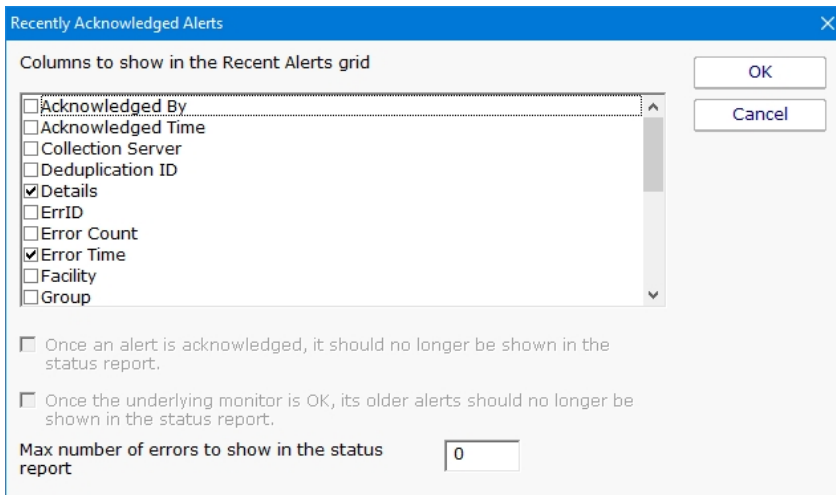 Recently Acknowledged Alerts
Columns to show in the Recent Alerts grid
OK
Cancel
Acknowledged By
Acknowledged Time
Collection Server
Deduplication ID
Details
ErrID
Error Count
Error Time
Facility
Group
Once an alert is acknowledged, it should no longer be shown in the
status report.
Once the underlying monitor is OK, its older alerts should no longer be
shown in the status report.
Max number of errors to show in the status
report
0